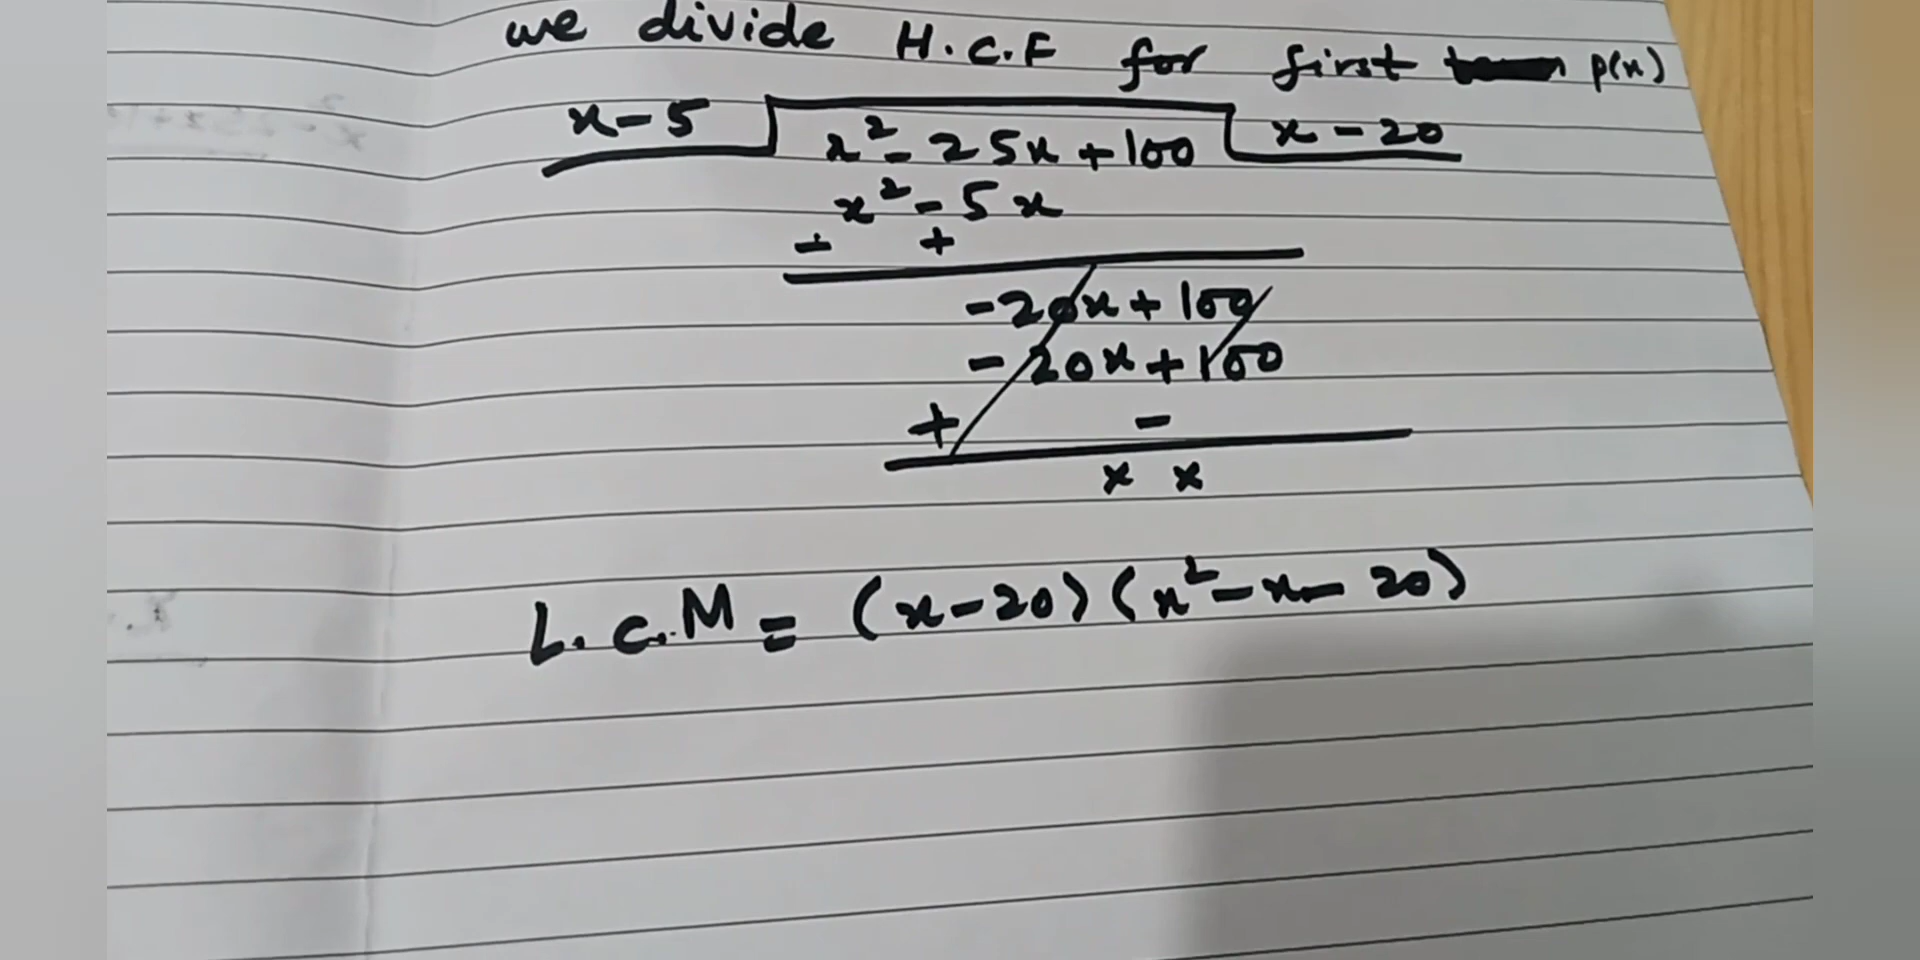 we divide H.C.F for first p(x)
x-5 x²-25x+100 x-20
x²-5x
- +
-20x+100
-20x+100
+ -
x x
L.C.M = (x-20)(x²-x-20)